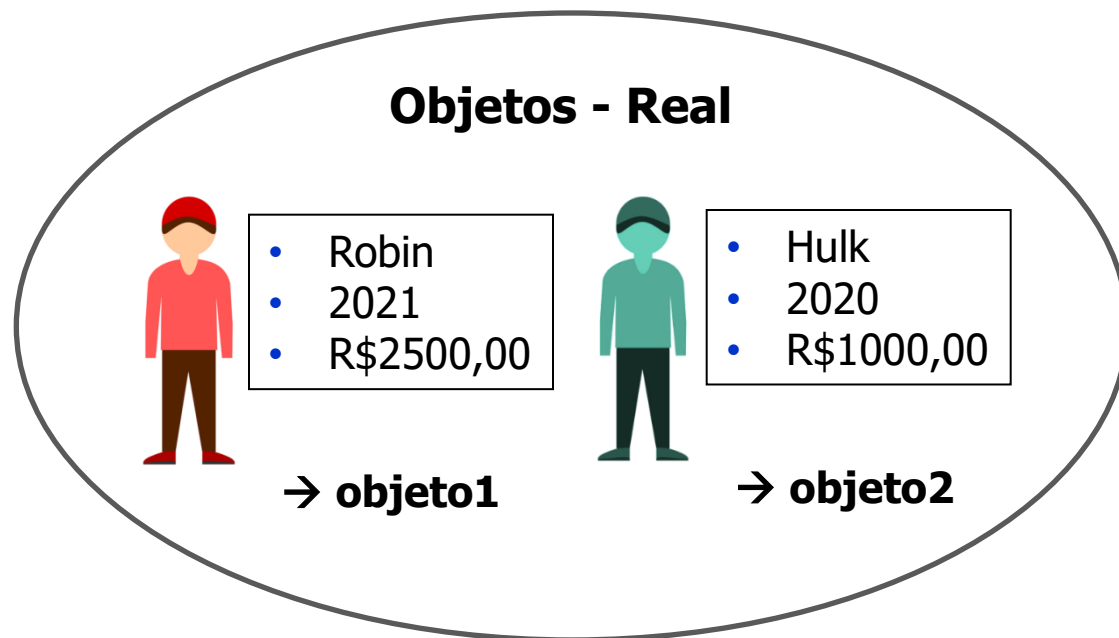 Objetos - Real
• Robin
• 2021
• R$2500,00
→ objeto1
• Hulk
• 2020
• R$1000,00
→ objeto2